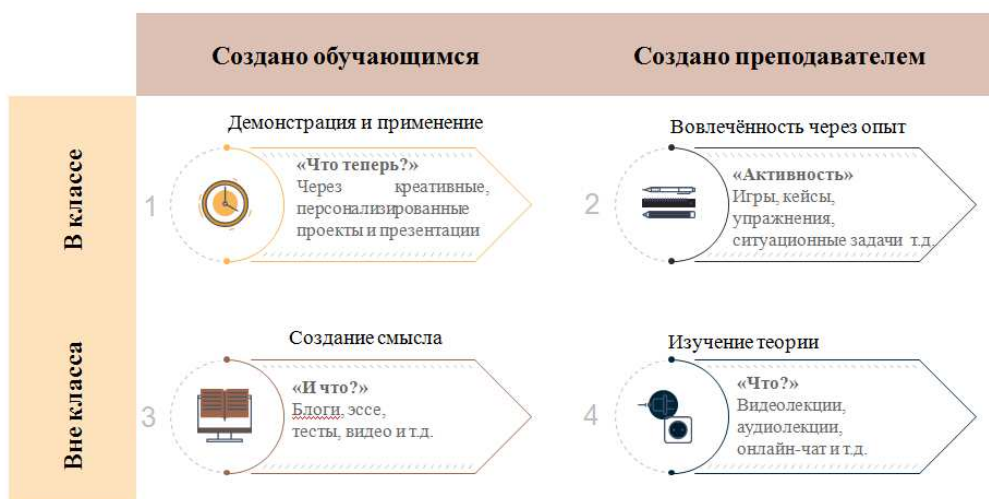 Создано обучающимся
Создано преподавателем
В классе
Демонстрация и применение
1
«Что теперь?»
Через креативные,
персонализированные
проекты и презентации
Вовлечённость через опыт
2
«Активность»
Игры, кейсы,
упражнения,
ситуационные задачи т.д.
Вне класса
Создание смысла
3
«И что?»
Блоги, эссе,
тесты, видео и т.д.
Изучение теории
4
«Что?»
Видеолекции,
аудиолекции,
онлайн-чат и т.д.